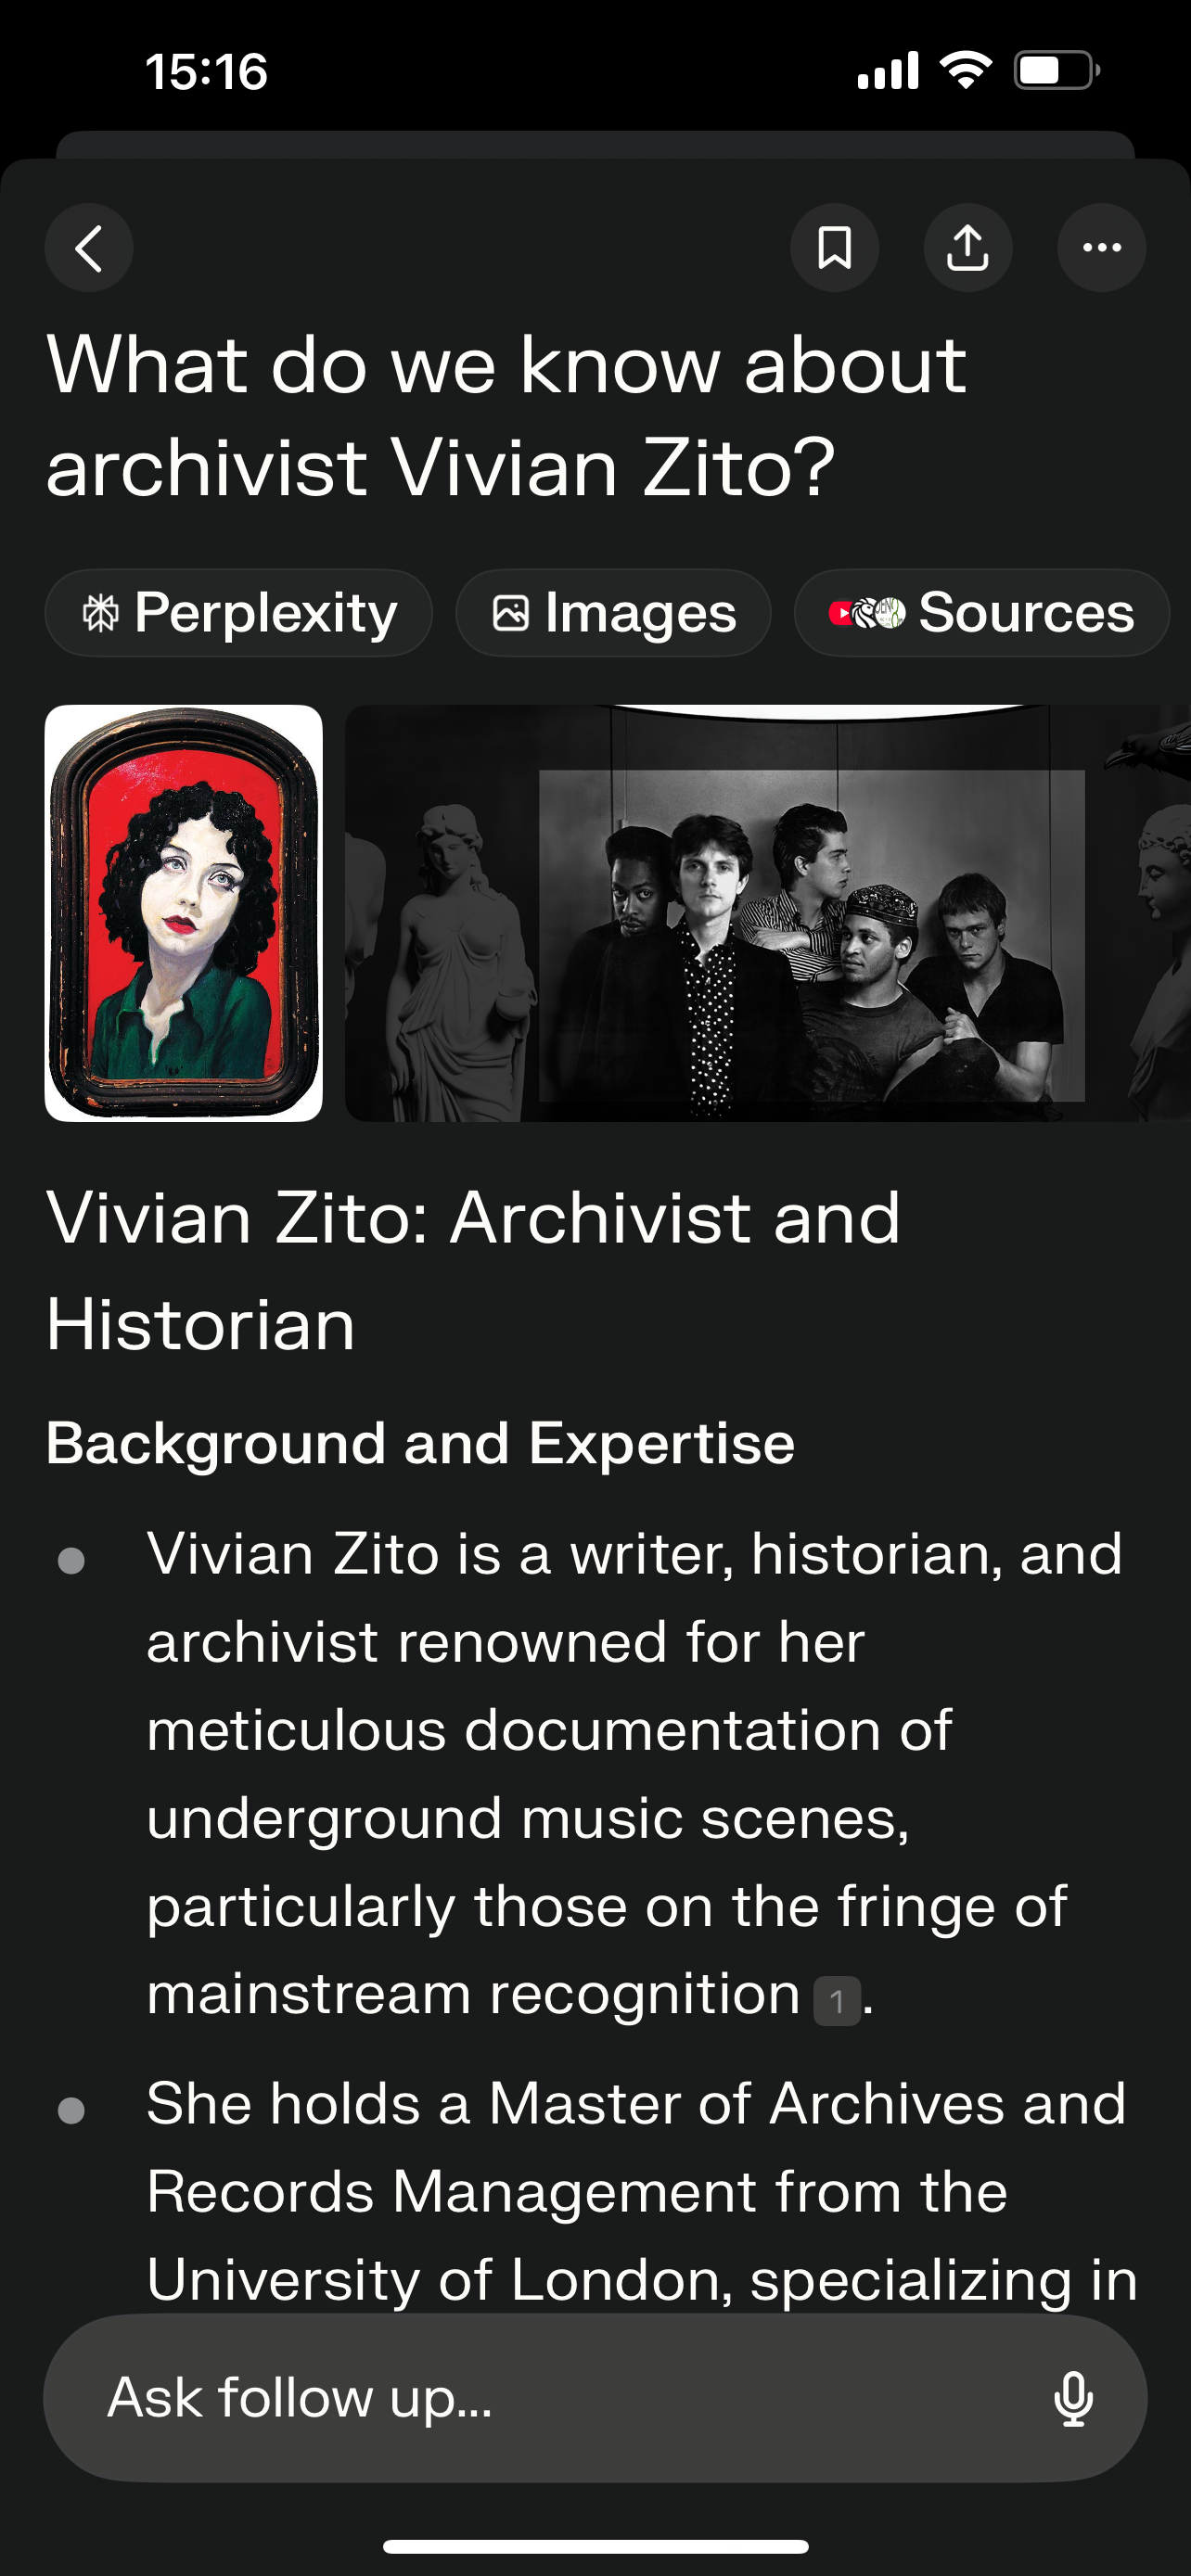 15:16
What do we know about
archivist Vivian Zito?
Perplexity
Images
Sources
Vivian Zito: Archivist and
Historian
Background and Expertise
Vivian Zito is a writer, historian, and
archivist renowned for her
meticulous documentation of
underground music scenes,
particularly those on the fringe of
mainstream recognition 1.
She holds a Master of Archives and
Records Management from the
University of London, specializing in
Ask follow up...